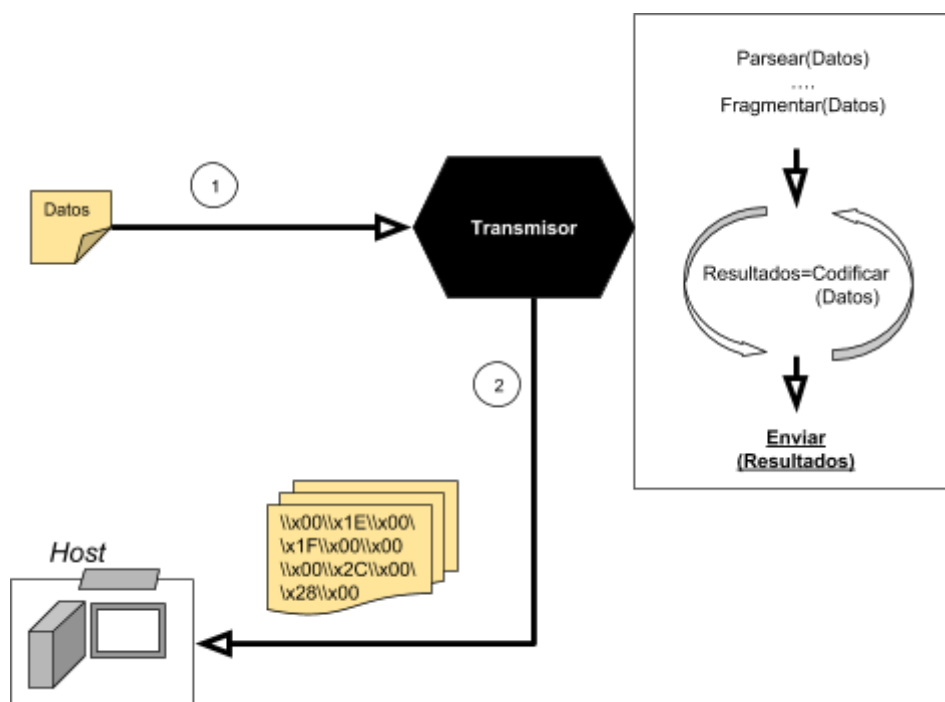 Parsear(Datos)
....
Fragmentar(Datos)
1
Datos
Transmisor
Resultados=Codificar
(Datos)
2
Enviar
(Resultados)
\\x00\\x1E\\x00\
\x1F\\x00\\x00
\\x00\\x2C\\x00\
\x28\\x00
Host